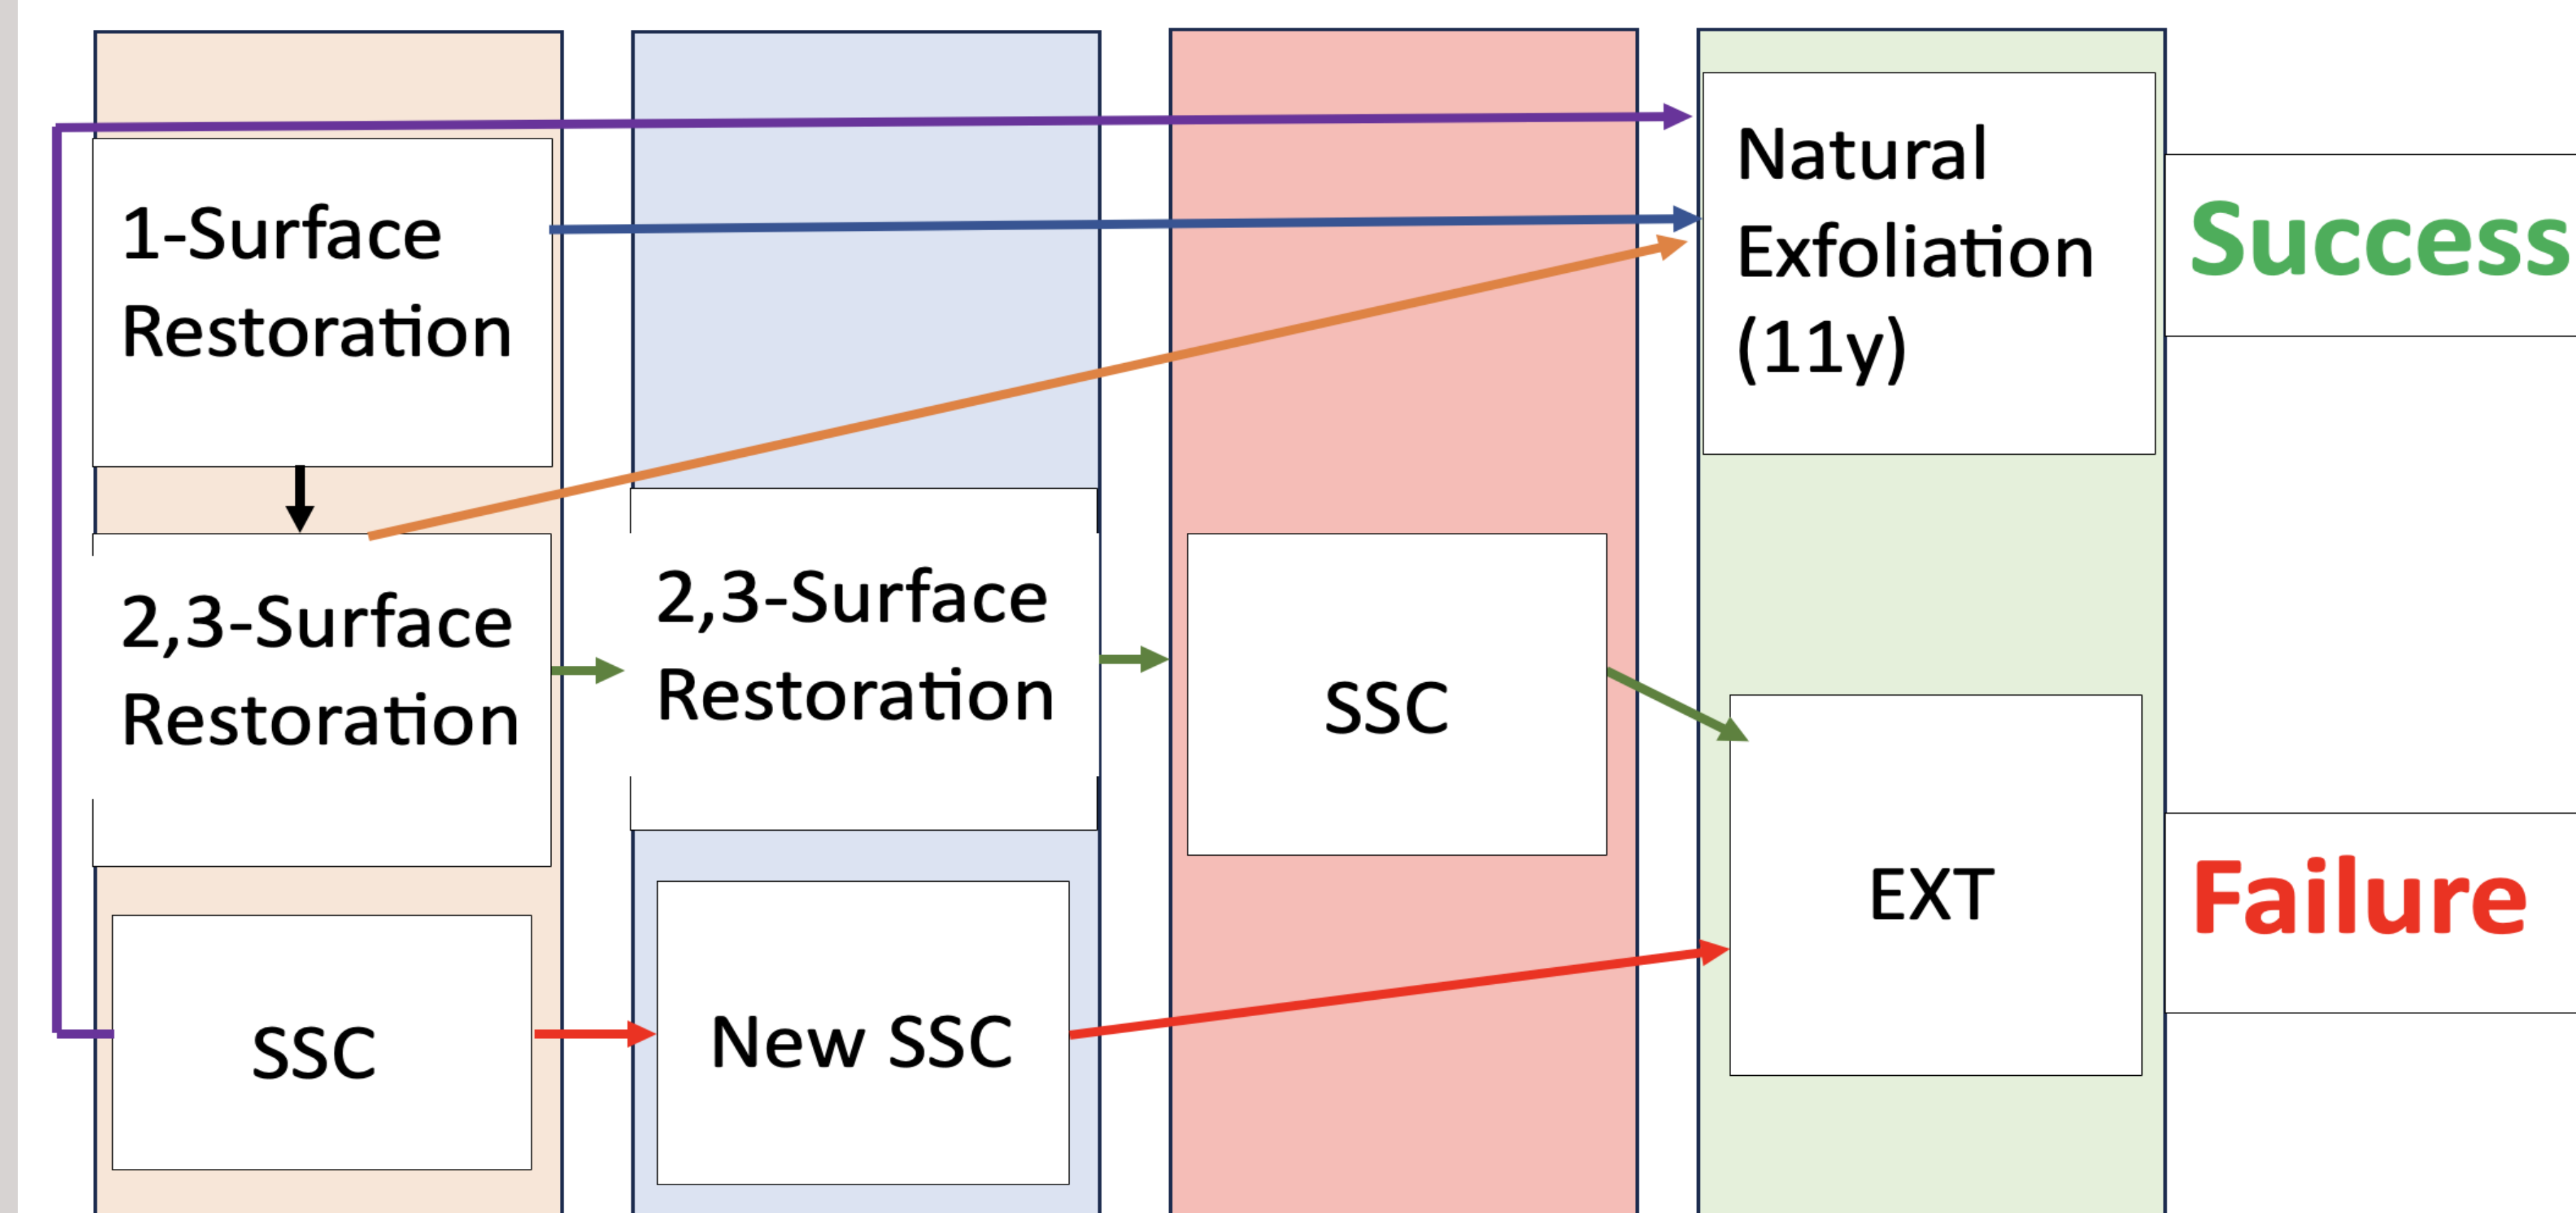 1-Surface
Restoration
2,3-Surface
Restoration
SSC
2,3-Surface
Restoration
New SSC
SSC
Natural
Exfoliation
(11y)
EXT
Success
Failure